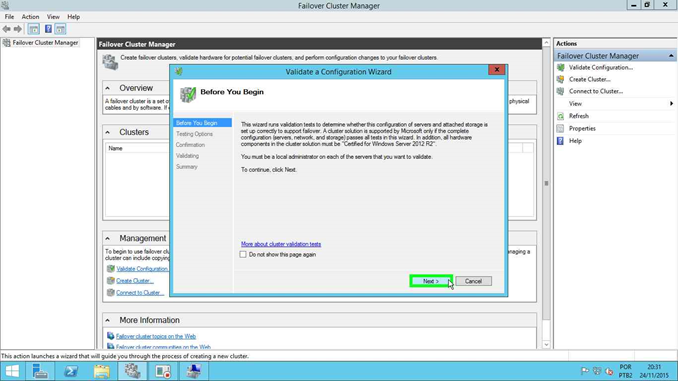 Failover Cluster Manager
File Action View Help
Failover Cluster Manager
Failover Cluster Manager
Create failover clusters, validate hardware for potential failover clusters, and perform configuration changes to your failover clusters.
Overview
A failover cluster is a set of
physical
cables and by software. If
Clusters
Name
Management
To begin to use failover
managing a
cluster can include copying
Validate Configuration...
Create Cluster...
Connect to Cluster...
More Information
Failover cluster topics on the Web
Failover cluster communities on the Web
Validate a Configuration Wizard
Before You Begin
Before You Begin
Testing Options
Confirmation
Validating
Summary
This wizard runs validation tests to determine whether this configuration of servers and attached storage is
set up correctly to support failover. A cluster solution is supported by Microsoft only if the complete
configuration (servers, network, and storage) passes all tests in this wizard. In addition, all hardware
components in the cluster solution must be "Certified for Windows Server 2012 R2".
You must be a local administrator on each of the servers that you want to validate.
To continue, click Next.
More about cluster validation tests
Do not show this page again
Next >
Cancel
Actions
Failover Cluster Manager
Validate Configuration...
Create Cluster...
Connect to Cluster...
View
Refresh
Properties
Help
This action launches a wizard that will guide you through the process of creating a new cluster.
POR
PTB2
20:31
24/11/2015